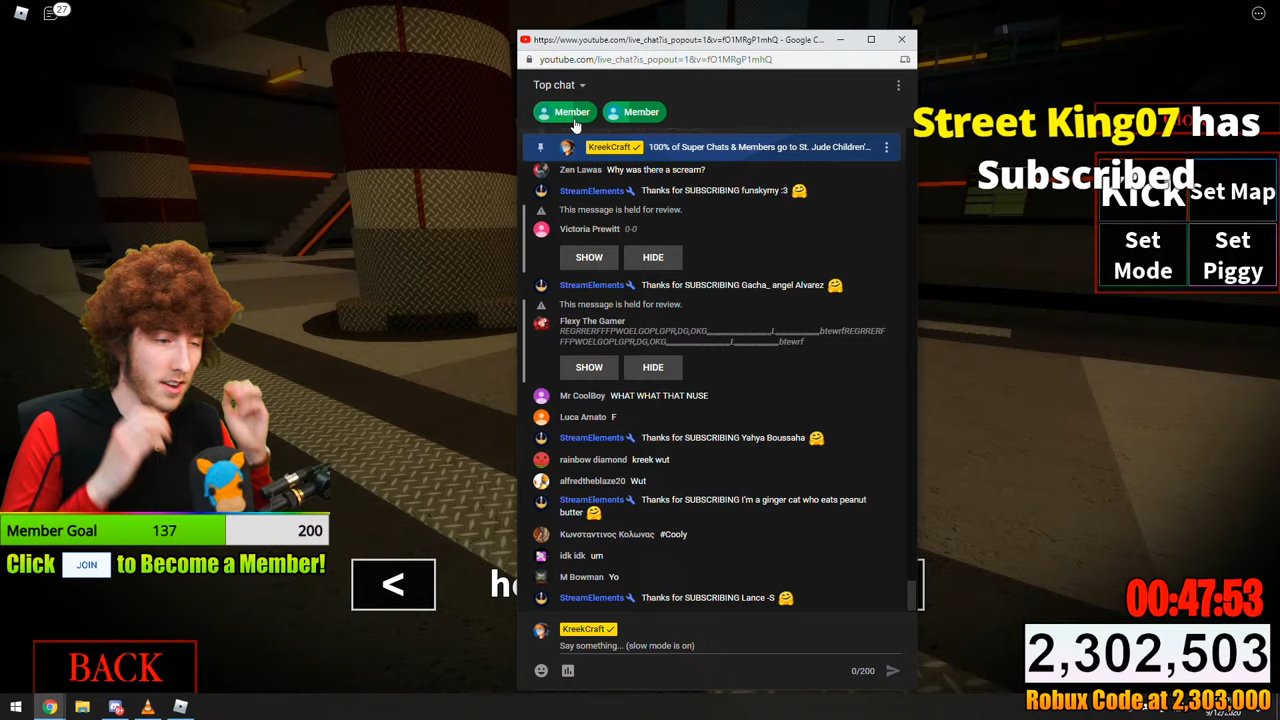 27
https://www.youtube.com/live_chat?is_popout=1&v=fO1MRgP1mhQ - Google C...
youtube.com/live_chat?is_popout=1&v=fO1MRgP1mhQ
Top chat
Member Member
KreekCraft 100% of Super Chats & Members go to St. Jude Children'...
Zen Lawas Why was there a scream?
StreamElements Thanks for SUBSCRIBING funskymy :3 🤗
This message is held for review.
Victoria Prewitt 0-0
SHOW HIDE
StreamElements Thanks for SUBSCRIBING Gacha_ angel Alvarez 🤗
This message is held for review.
Flexy The Gamer
SHOW HIDE
Mr CoolBoy WHAT WHAT THAT NUSE
Luca Amato F
StreamElements Thanks for SUBSCRIBING Yahya Boussaha 🤗
rainbow diamond kreek wut
alfredtheblaze20 Wut
StreamElements Thanks for SUBSCRIBING I'm a ginger cat who eats peanut
butter 🤗
Κωνσταντινος Κολωνας #Cooly
idk idk um
M Bowman Yo
StreamElements Thanks for SUBSCRIBING Lance -S 🤗
KreekCraft
Say something... (slow mode is on)
0/200
Street King07 has
Subscribed
Kick Set Map
Set
Mode
Set
Piggy
Member Goal 137 200
Click JOIN to Become a Member!
<
BACK
00:47:53
2,302,503
Robux Code at 2,303,000
9/12/2020